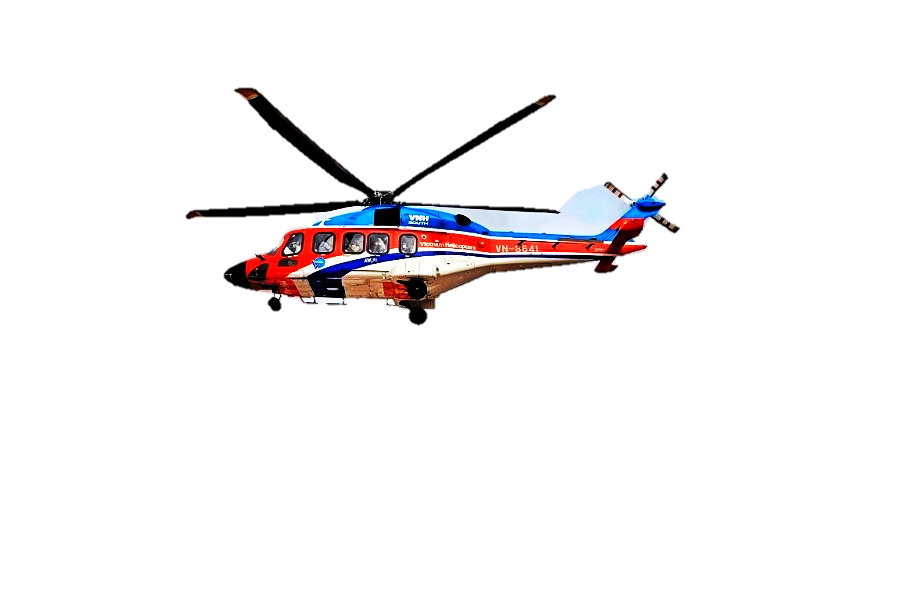 VNH
SOUTH
Vietnam Helicopters
VN-8641